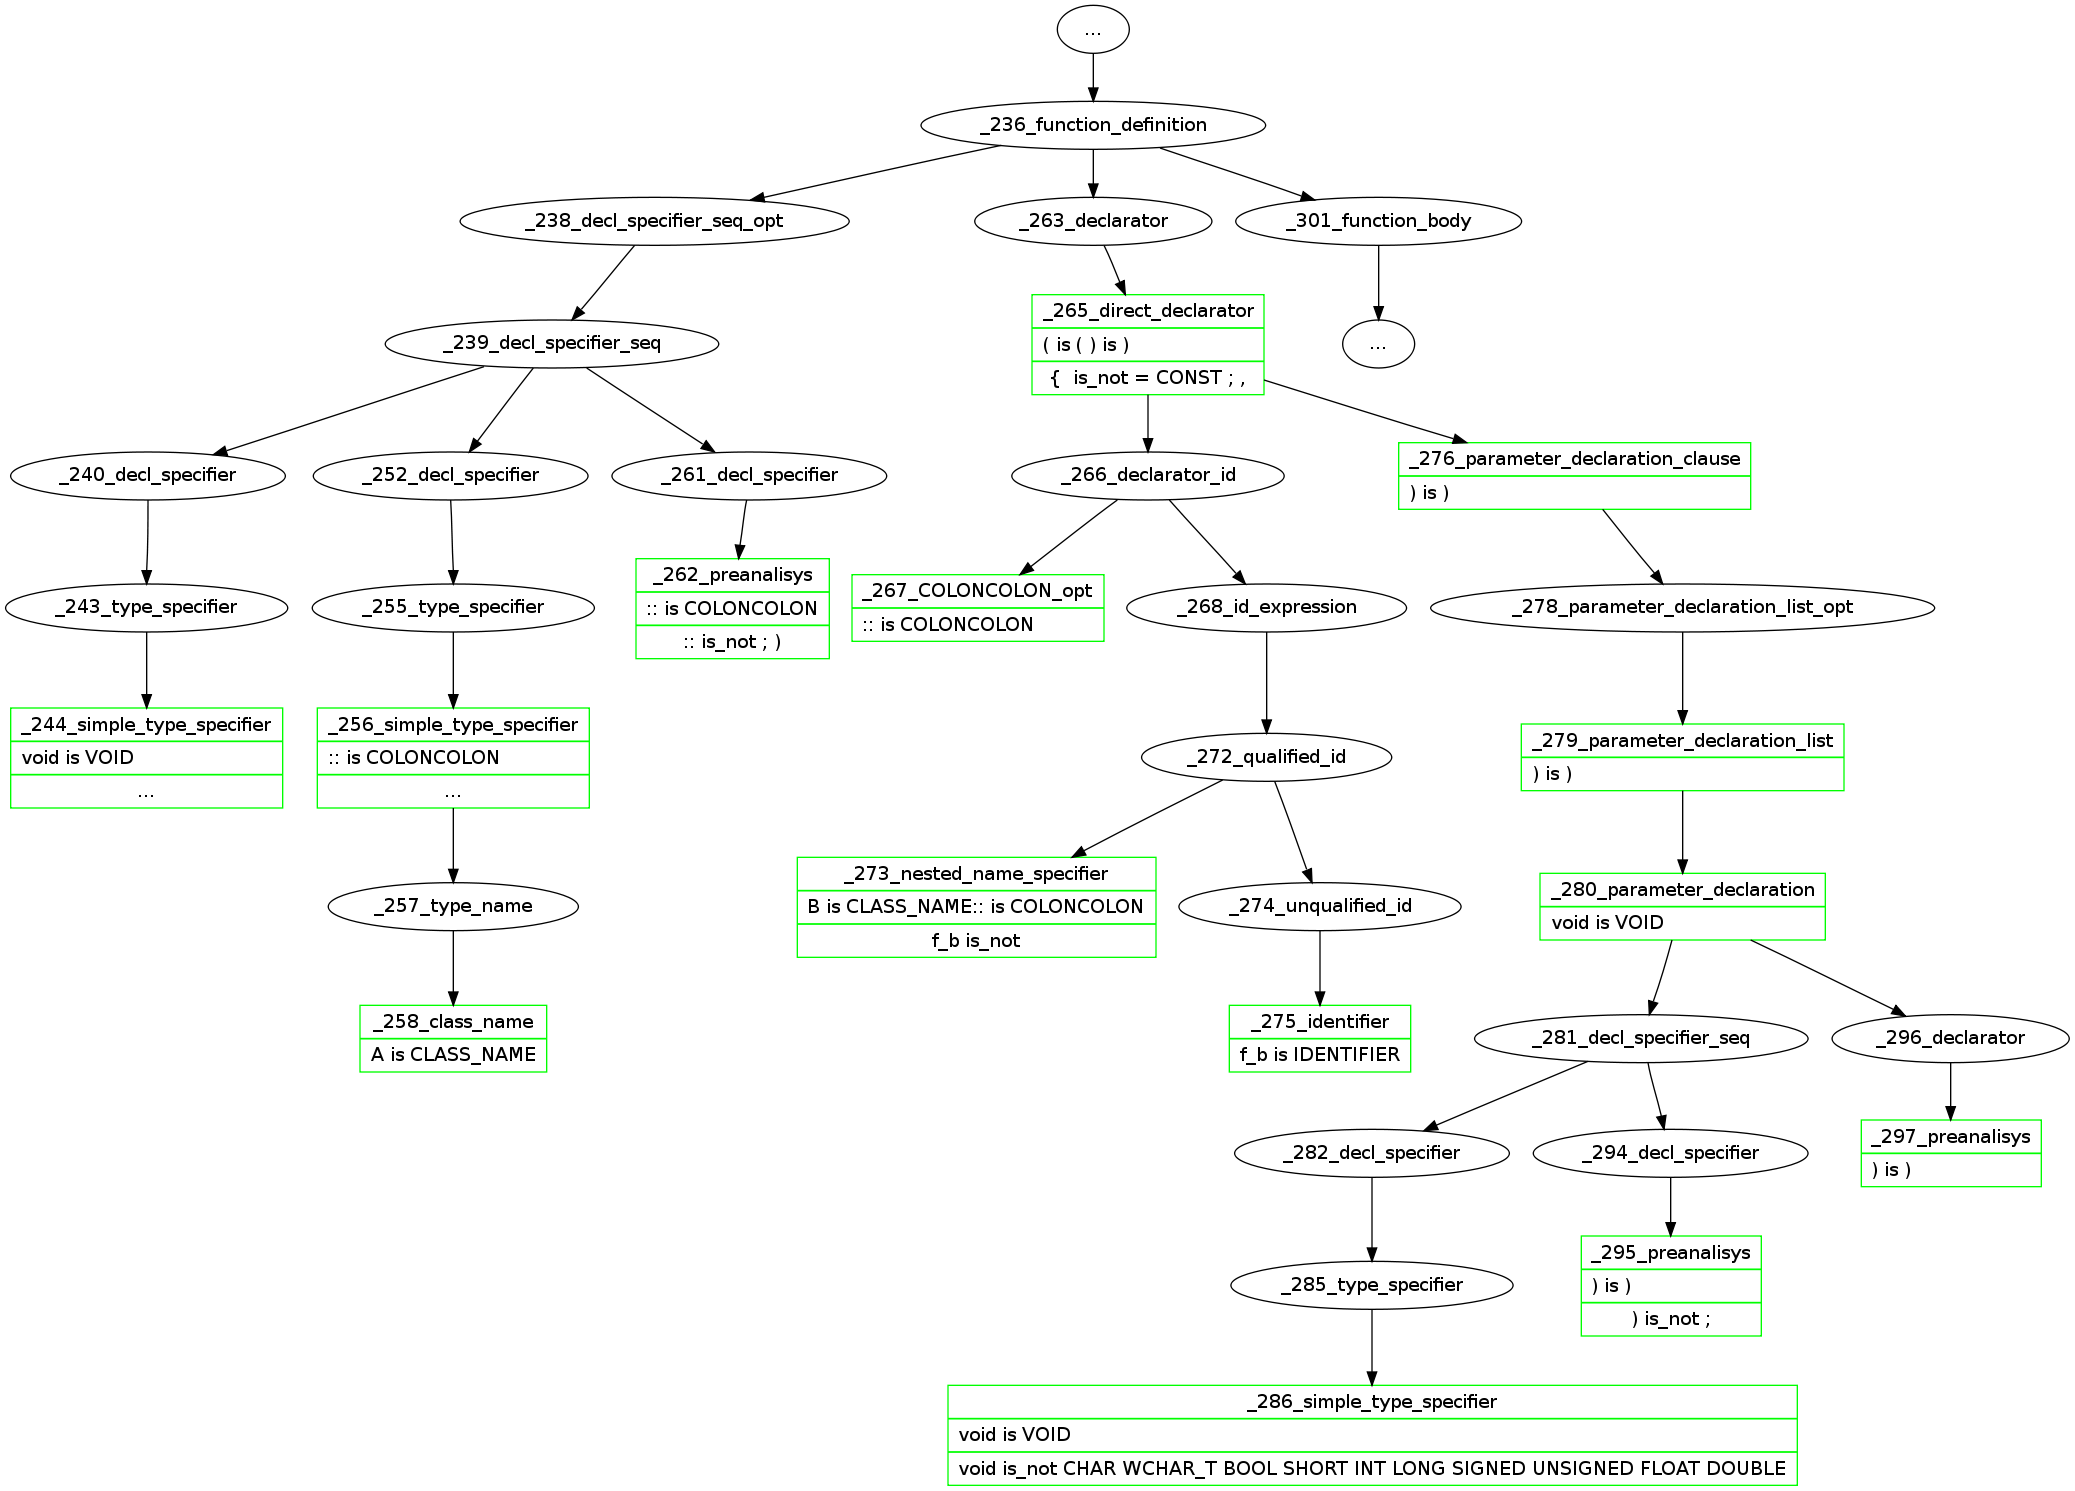 ...
_236_function_definition
_238_decl_specifier_seq_opt
_263_declarator
_301_function_body
_265_direct_declarator
( is ( ) is )
{  is_not = CONST ; ,
_239_decl_specifier_seq
...
_240_decl_specifier
_252_decl_specifier
_261_decl_specifier
_266_declarator_id
_276_parameter_declaration_clause
) is )
_262_preanalisys
:: is COLONCOLON
:: is_not ; )
_267_COLONCOLON_opt
:: is COLONCOLON
_243_type_specifier
_255_type_specifier
_268_id_expression
_278_parameter_declaration_list_opt
_244_simple_type_specifier
void is VOID
...
_256_simple_type_specifier
:: is COLONCOLON
...
_272_qualified_id
_279_parameter_declaration_list
) is )
_273_nested_name_specifier
B is CLASS_NAME:: is COLONCOLON
f_b is_not
_257_type_name
_274_unqualified_id
_280_parameter_declaration
void is VOID
_258_class_name
A is CLASS_NAME
_275_identifier
f_b is IDENTIFIER
_281_decl_specifier_seq
_296_declarator
_282_decl_specifier
_294_decl_specifier
_297_preanalisys
) is )
_285_type_specifier
_295_preanalisys
) is )
) is_not ;
_286_simple_type_specifier
void is VOID
void is_not CHAR WCHAR_T BOOL SHORT INT LONG SIGNED UNSIGNED FLOAT DOUBLE